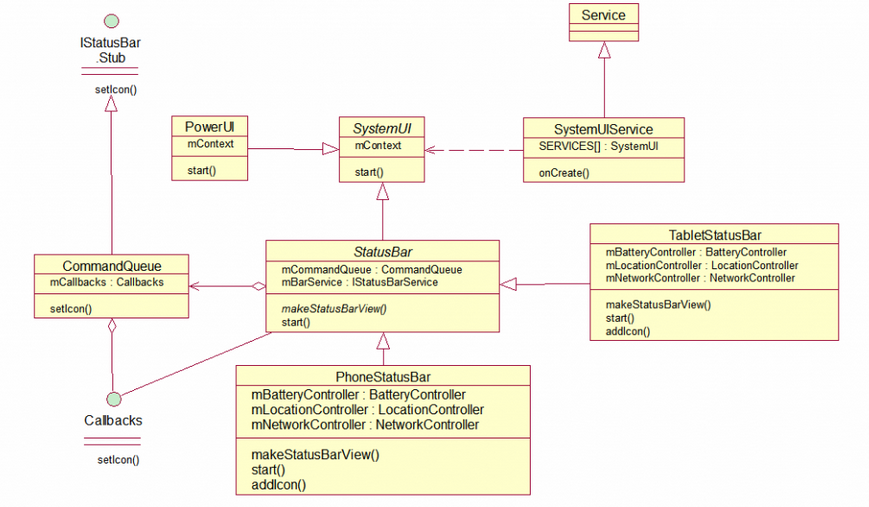 Service
IStatusBar
.Stub
setIcon()
PowerUI
mContext
start()
SystemUI
mContext
start()
SystemUIService
SERVICES[] : SystemUI
onCreate()
CommandQueue
mCallbacks : Callbacks
setIcon()
StatusBar
mCommandQueue : CommandQueue
mBarService : IStatusBarService
makeStatusBarView()
start()
TabletStatusBar
mBatteryController : BatteryController
mLocationController : LocationController
mNetworkController : NetworkController
makeStatusBarView()
start()
addIcon()
PhoneStatusBar
mBatteryController : BatteryController
mLocationController : LocationController
mNetworkController : NetworkController
makeStatusBarView()
start()
addIcon()
Callbacks
setIcon()